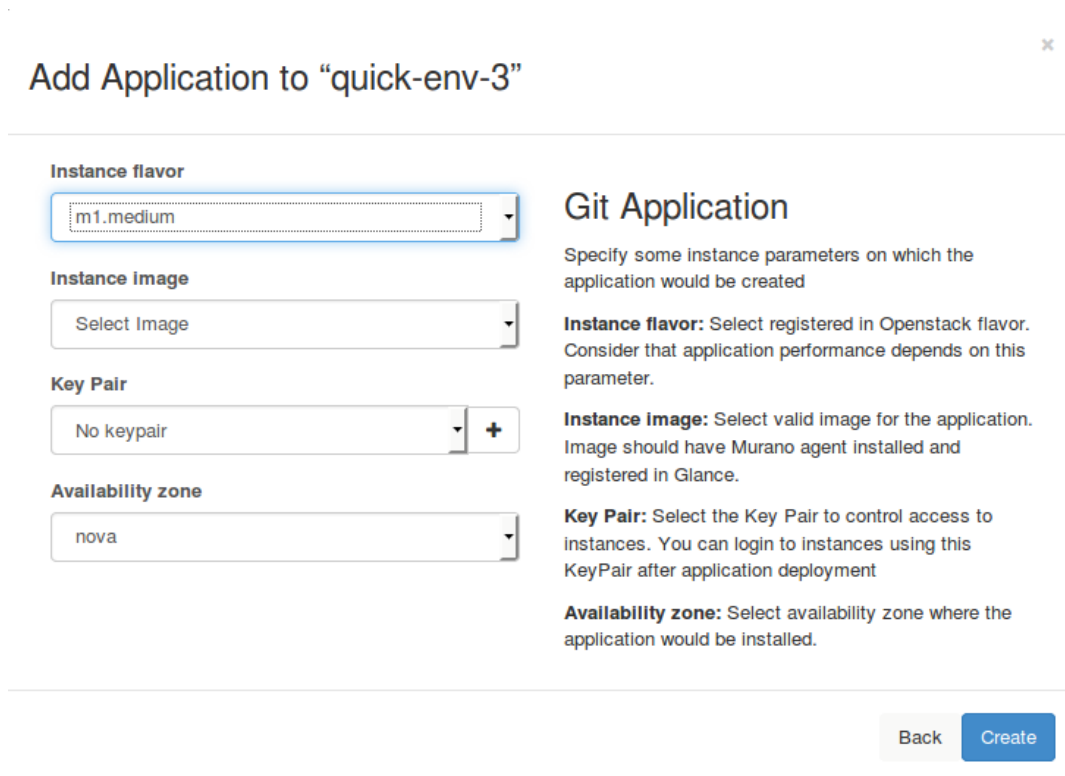 ×
Add Application to “quick-env-3”
Instance flavor
m1.medium
Instance image
Select Image
Key Pair
No keypair
+
Availability zone
nova
Git Application
Specify some instance parameters on which the
application would be created
Instance flavor: Select registered in Openstack flavor.
Consider that application performance depends on this
parameter.
Instance image: Select valid image for the application.
Image should have Murano agent installed and
registered in Glance.
Key Pair: Select the Key Pair to control access to
instances. You can login to instances using this
KeyPair after application deployment
Availability zone: Select availability zone where the
application would be installed.
Back
Create